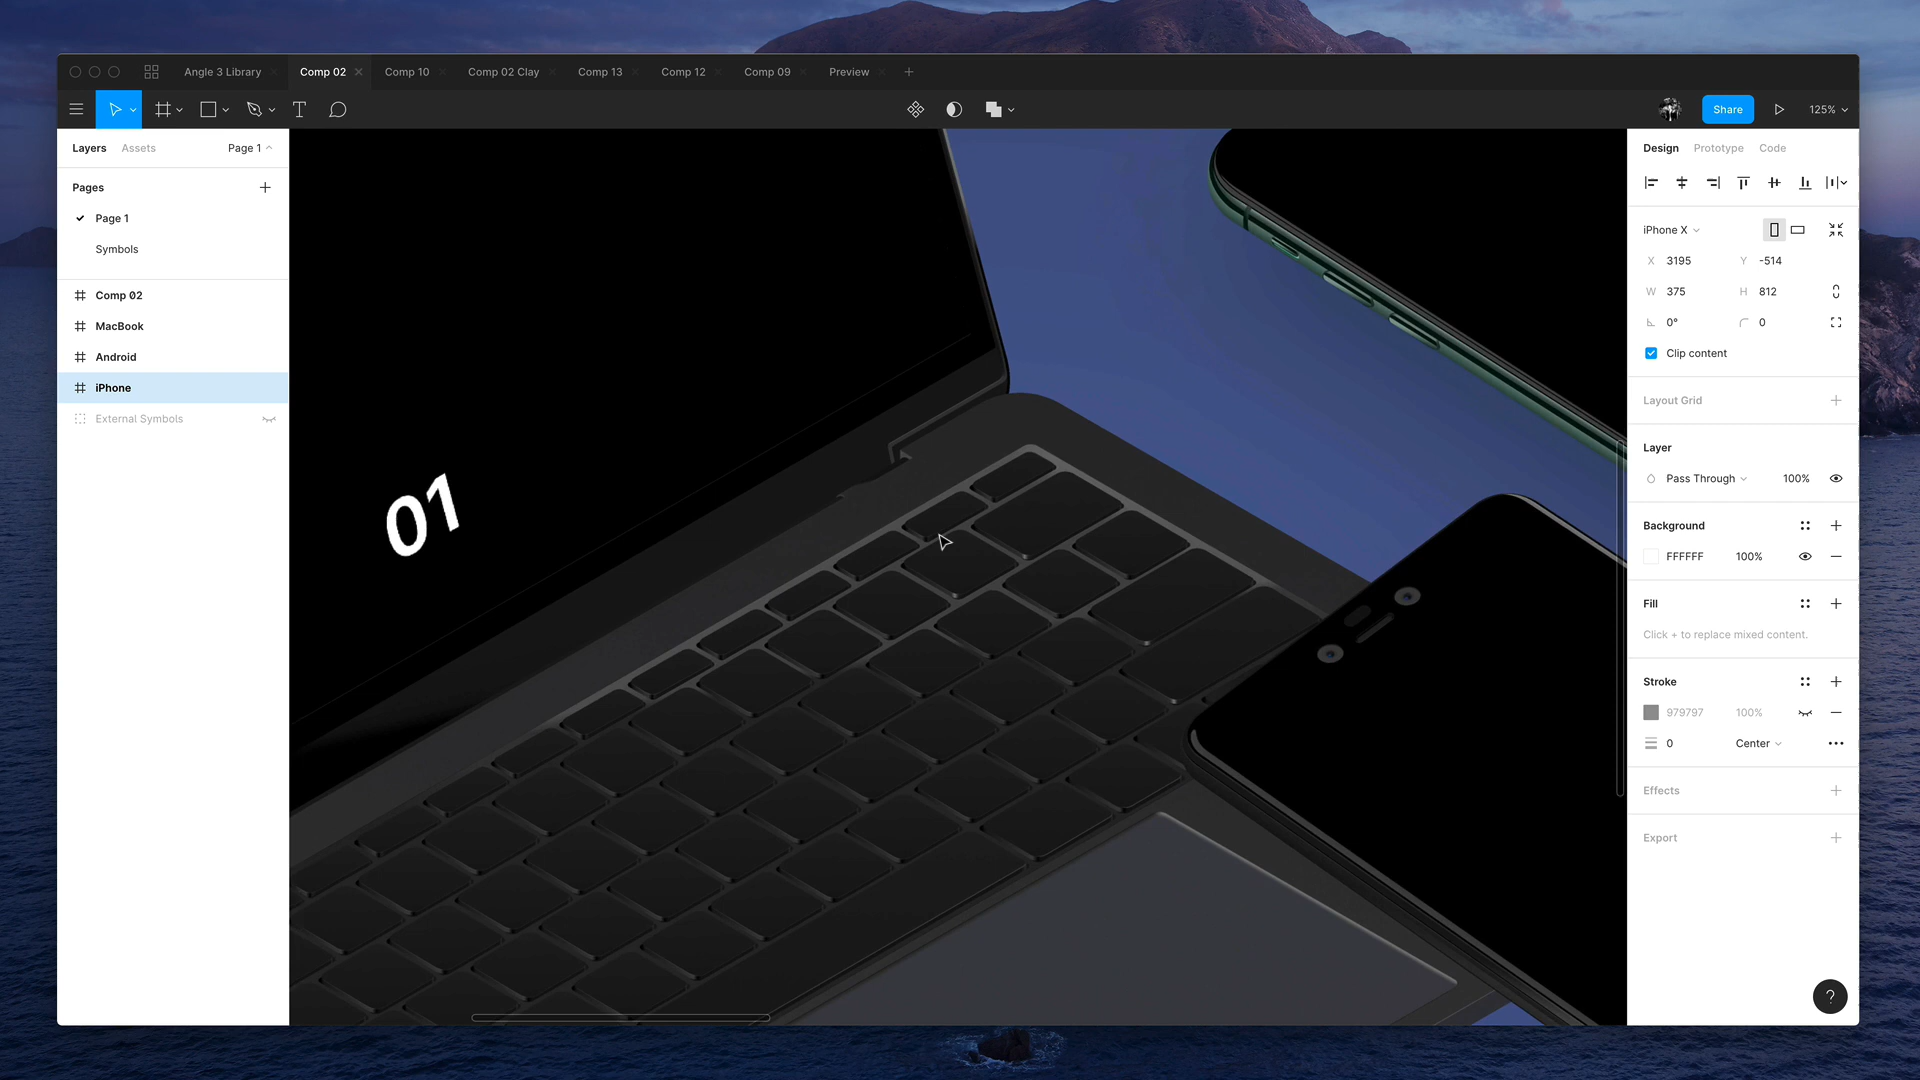 Angle 3 Library
Comp 02
Comp 10
Comp 02 Clay
Comp 13
Comp 12
Comp 09
Preview
T
Share
125%
Layers
Assets
Page 1
Pages
Page 1
Symbols
Comp 02
MacBook
Android
iPhone
External Symbols
01
Design
Prototype
Code
iPhone X
X 3195
Y -514
W 375
H 812
0°
0
Clip content
Layout Grid
Layer
Pass Through
100%
Background
FFFFFF
100%
Fill
Click + to replace mixed content.
Stroke
979797
100%
0
Center
Effects
Export
?